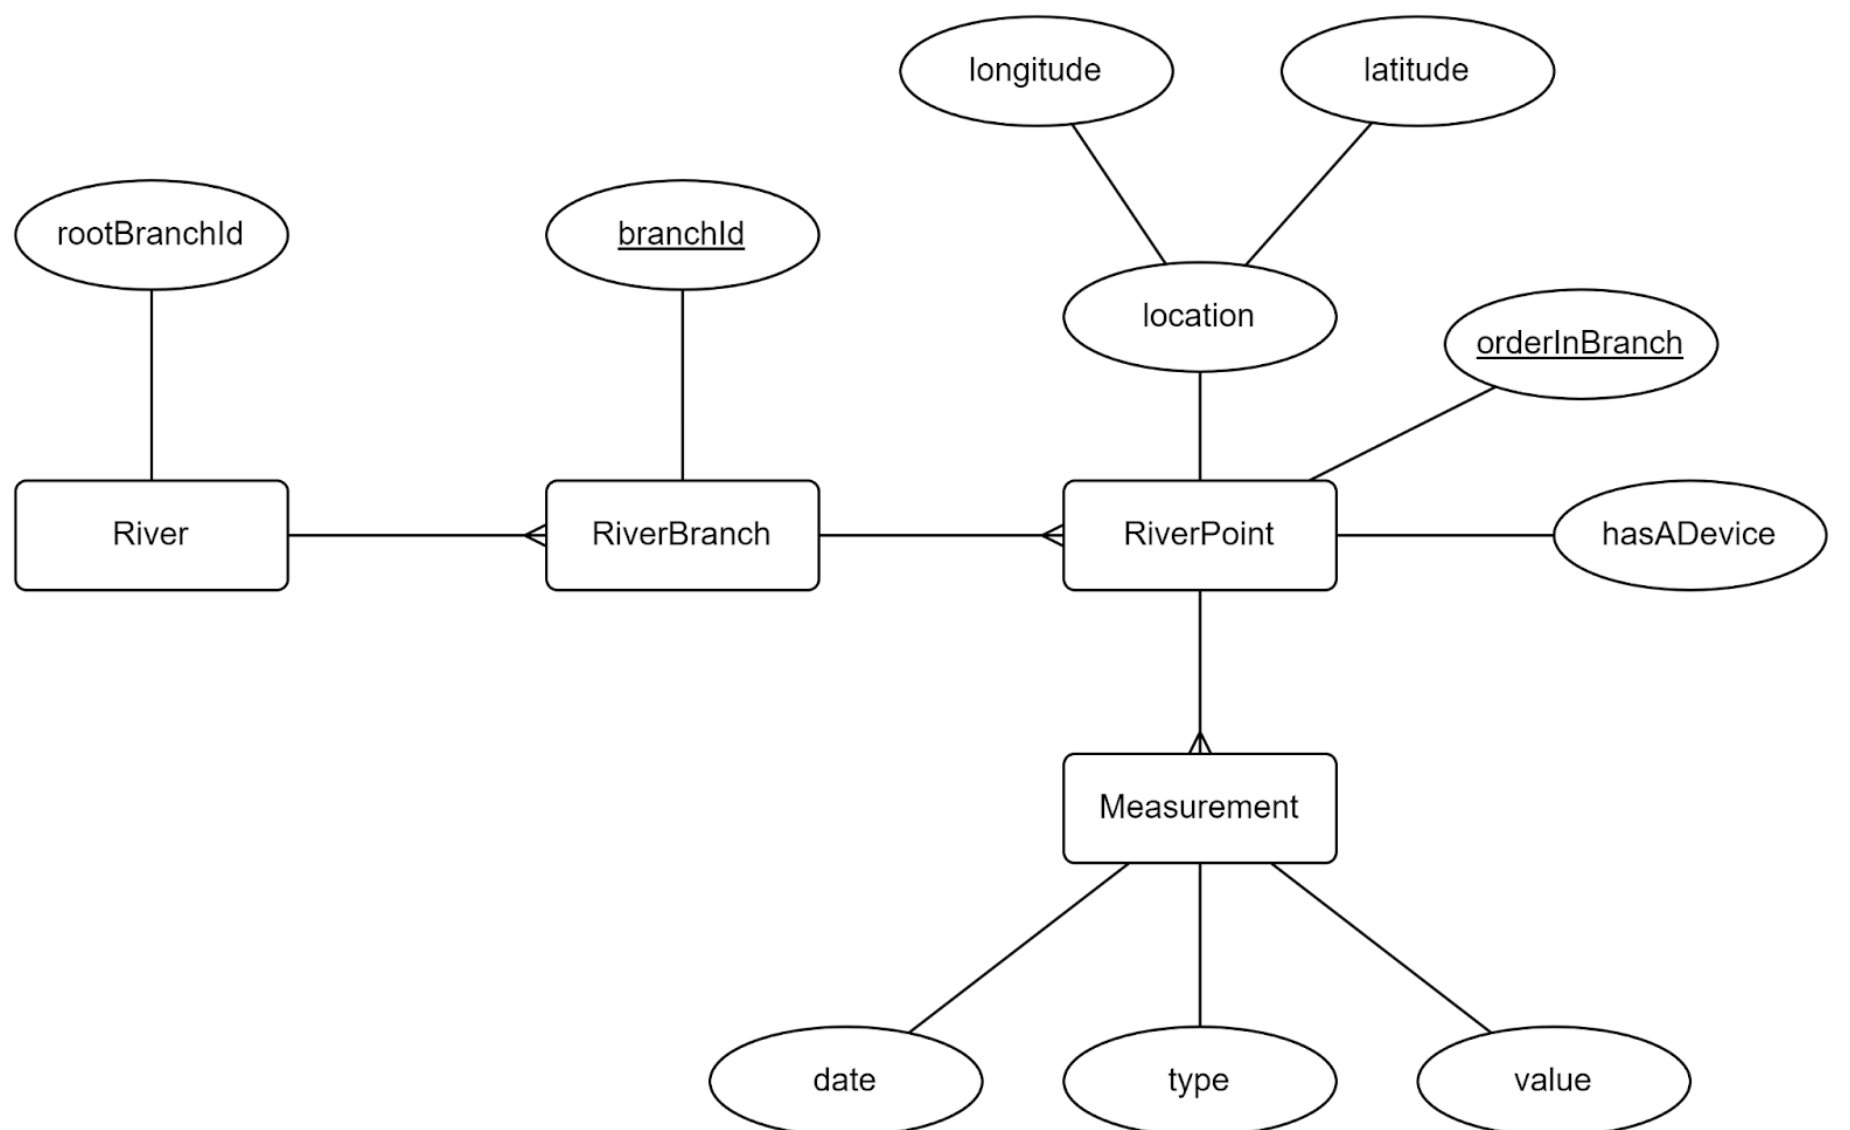 longitude
latitude
rootBranchId
branchId
location
orderInBranch
River
RiverBranch
RiverPoint
hasADevice
Measurement
date
type
value